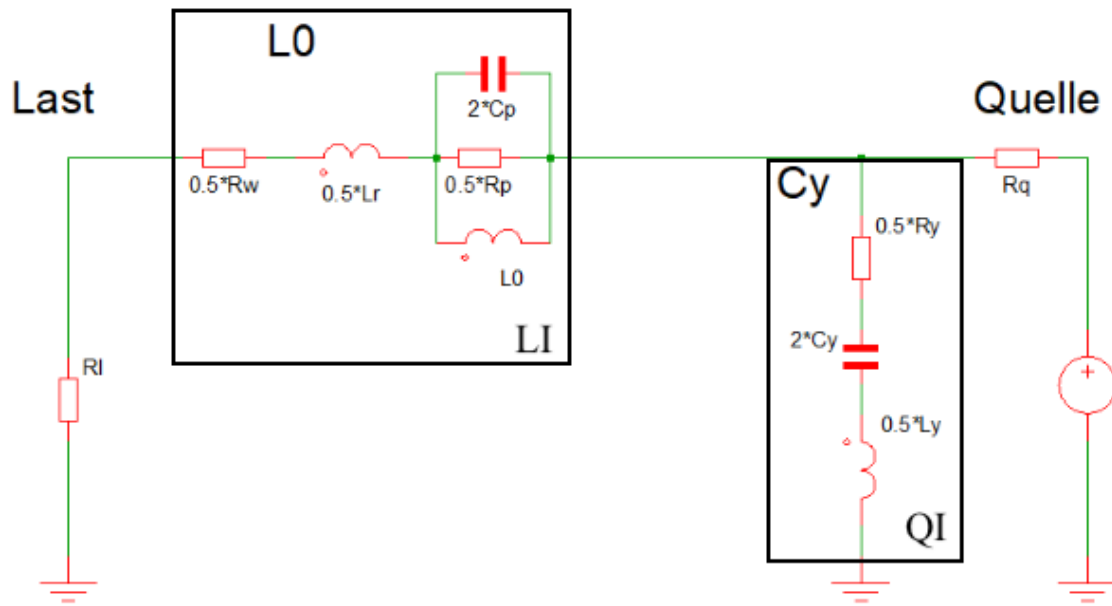 L0
Last
2*Cp
Quelle
0.5*Rw
0.5*Lr
0.5*Rp
Cy
Rq
0.5*Ry
L0
LI
2*Cy
Rl
+
0.5*Ly
QI